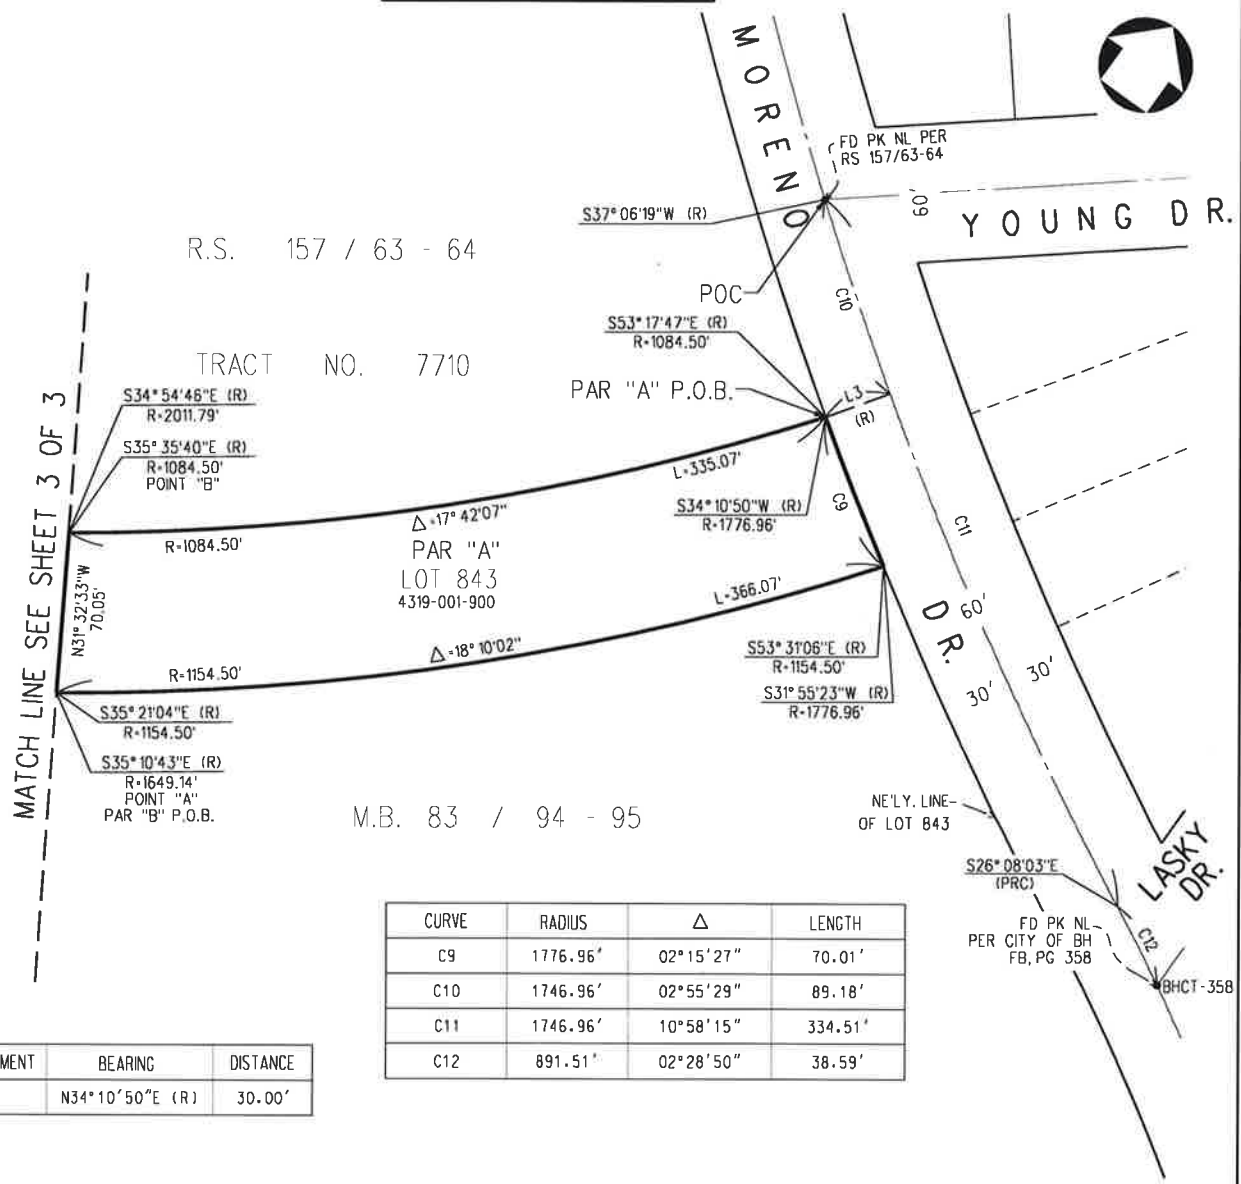 MORENO
DR.
FD PK NL PER
RS 157/63-64
60'
YOUNG DR.
S37°06'19"W (R)
R.S. 157 / 63 - 64
POC
C10
S53°17'47"E (R)
R=1084.50'
TRACT NO. 7710
PAR "A" P.O.B.
L3
(R)
S34°54'46"E (R)
R=2011.79'
S35°35'40"E (R)
R=1084.50'
POINT "B"
MATCH LINE SEE SHEET 3 OF 3
L=335.07'
S34°10'50"W (R)
R=1776.96'
C9
C11
Δ=17°42'07"
R=1084.50'
PAR "A"
LOT 843
4319-001-900
N31°32'33"W
70.05'
L=366.07'
60'
30'
30'
Δ=18°10'02"
R=1154.50'
S53°31'06"E (R)
R=1154.50'
S31°55'23"W (R)
R=1776.96'
S35°21'04"E (R)
R=1154.50'
S35°10'43"E (R)
R=1649.14'
POINT "A"
PAR "B" P.O.B.
M.B. 83 / 94 - 95
NE'LY. LINE
OF LOT 843
LASKY
DR.
S26°08'03"E
(PRC)
FD PK NL
PER CITY OF BH
FB, PG 358
C12
BHCT-358
CURVE RADIUS Δ LENGTH
C9 1776.96' 02°15'27" 70.01'
C10 1746.96' 02°55'29" 89.18'
C11 1746.96' 10°58'15" 334.51'
C12 891.51' 02°28'50" 38.59'
MENT BEARING DISTANCE
N34°10'50"E (R) 30.00'